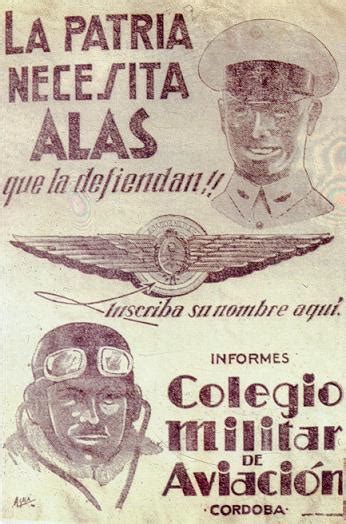 LA PATRIA
NECESITA
ALAS
que la defiendan!!
Inscriba su nombre aquí.
INFORMES
Colegio
Militar
DE
Aviación
· CORDOBA ·